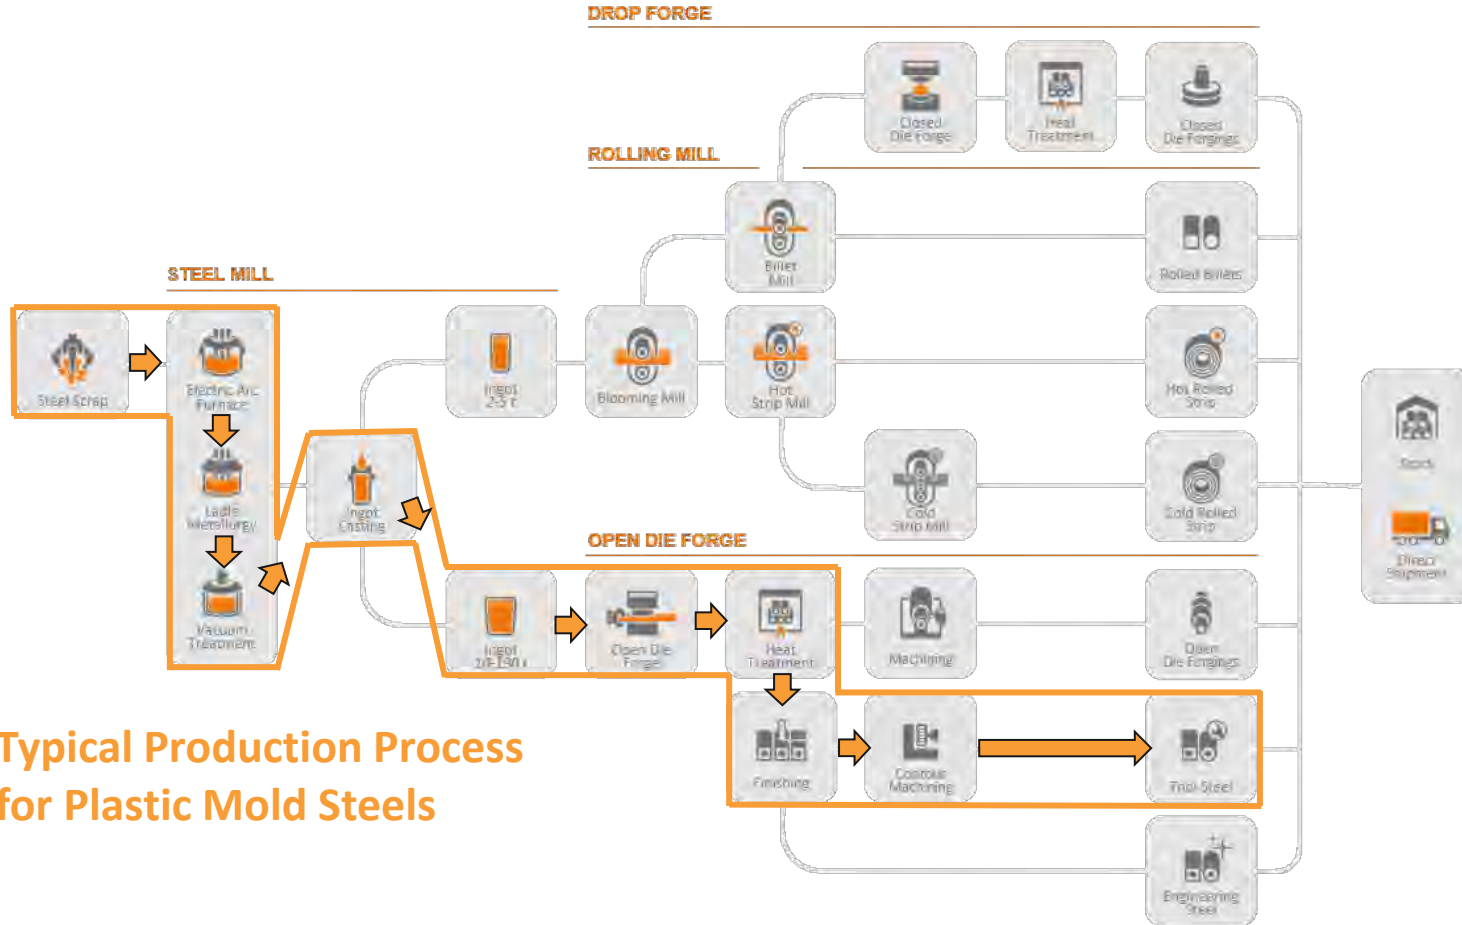 DROP FORGE
Closed
Die Forge
Heat
Treatment
Closed
Die Forgings
ROLLING MILL
Billet
Mill
Rolled Billets
STEEL MILL
Steel Scrap
Electric Arc
Furnace
Ladle
Metallurgy
Vacuum
Treatment
Ingot
Casting
Ingot
2-5 t
Blooming Mill
Hot
Strip Mill
Hot Rolled
Strip
Cold
Strip Mill
Cold Rolled
Strip
Stock
Direct
Shipment
OPEN DIE FORGE
Ingot
Open Die
Forge
Heat
Treatment
Machining
Open
Die Forgings
Finishing
Contour
Machining
Tool Steel
Engineering
Steel
Typical Production Process
for Plastic Mold Steels